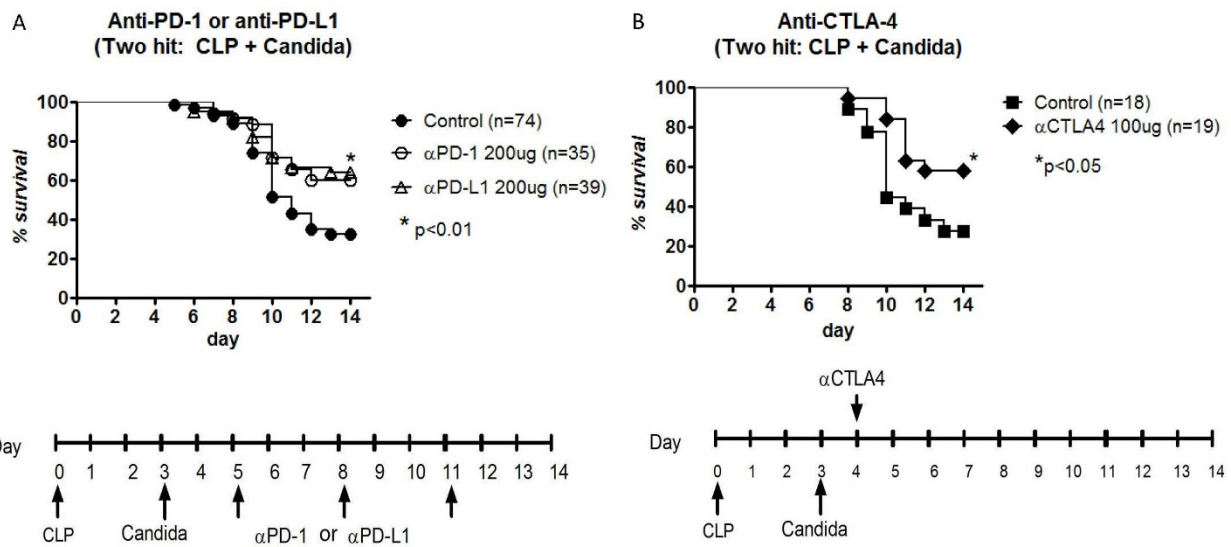 A
Anti-PD-1 or anti-PD-L1
(Two hit: CLP + Candida)
% survival
100
80
60
40
20
0
0 2 4 6 8 10 12 14
day
*
Control (n=74)
αPD-1 200ug (n=35)
αPD-L1 200ug (n=39)
* p<0.01
Day
0 1 2 3 4 5 6 7 8 9 10 11 12 13 14
CLP Candida αPD-1 or αPD-L1
B
Anti-CTLA-4
(Two hit: CLP + Candida)
% survival
100
80
60
40
20
0
0 2 4 6 8 10 12 14
day
*
Control (n=18)
αCTLA4 100ug (n=19)
*p<0.05
αCTLA4
Day
0 1 2 3 4 5 6 7 8 9 10 11 12 13 14
CLP Candida